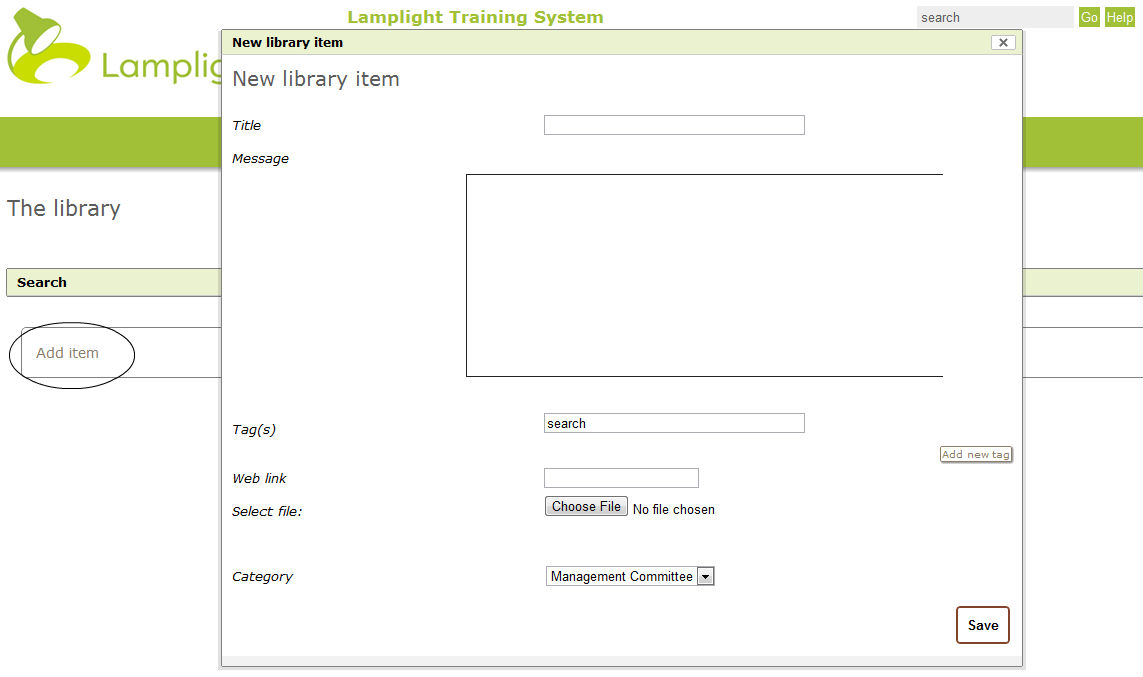 Lamplight Training System
search
Go
Help
Lamplig
New library item
New library item
Title
Message
The library
Search
Add item
Tag(s)
search
Add new tag
Web link
Select file:
Choose File No file chosen
Category
Management Committee
Save